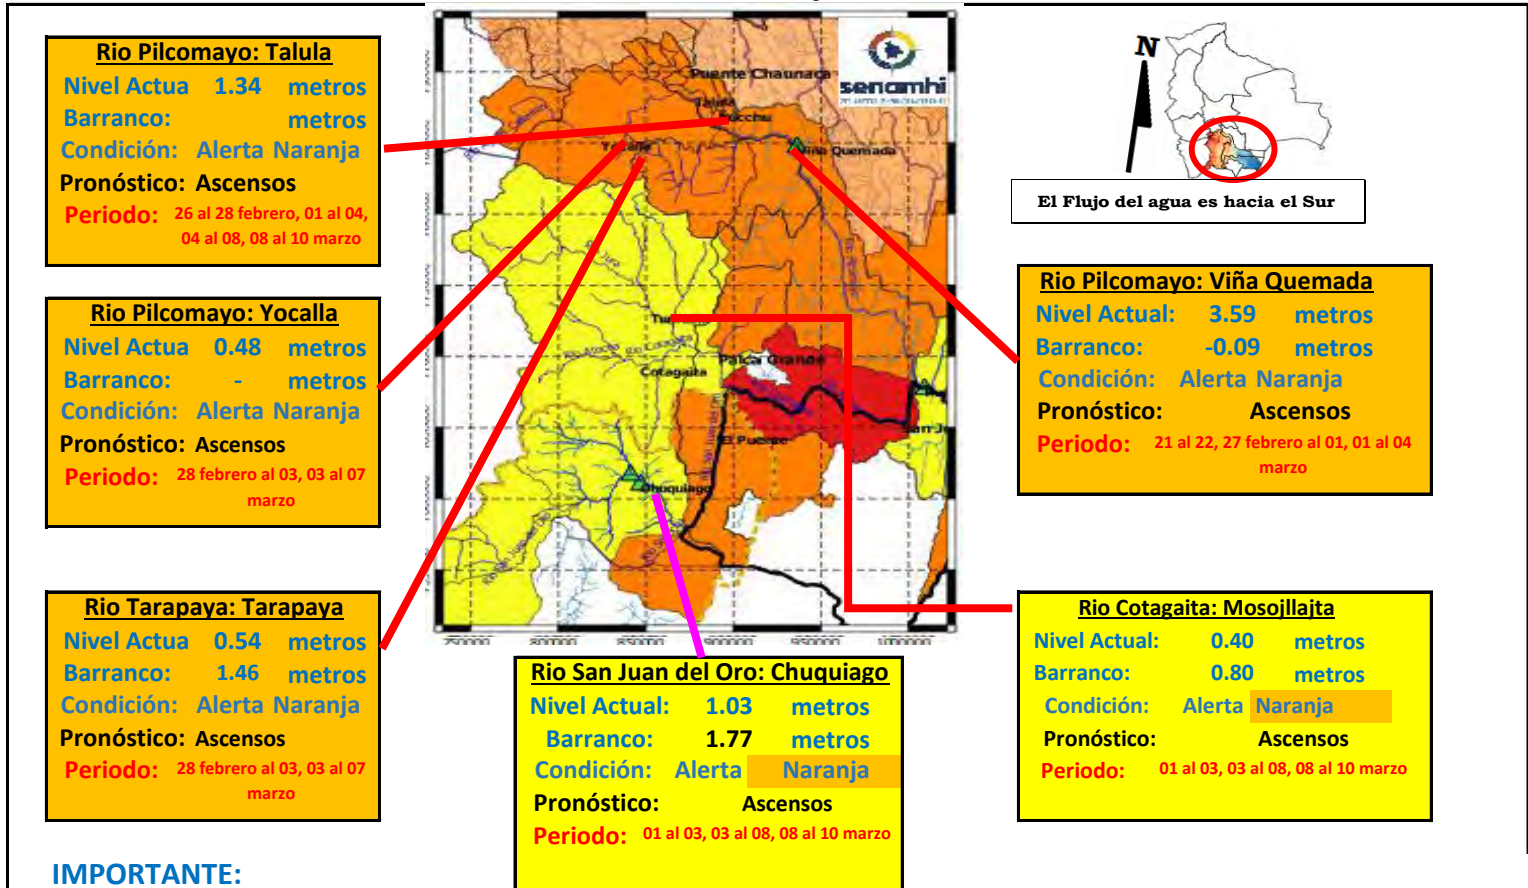 Rio Pilcomayo: Talula
Nivel Actua 1.34 metros
Barranco: metros
Condición: Alerta Naranja
Pronóstico: Ascensos
Periodo: 26 al 28 febrero, 01 al 04,
04 al 08, 08 al 10 marzo
Rio Pilcomayo: Yocalla
Nivel Actua 0.48 metros
Barranco: - metros
Condición: Alerta Naranja
Pronóstico: Ascensos
Periodo: 28 febrero al 03, 03 al 07
marzo
Rio Tarapaya: Tarapaya
Nivel Actua 0.54 metros
Barranco: 1.46 metros
Condición: Alerta Naranja
Pronóstico: Ascensos
Periodo: 28 febrero al 03, 03 al 07
marzo
IMPORTANTE:
senamhi
Puente Chaunaca
Viña Quemada
Palca Grande
Cotagaita
El Puente
Chuquiago
800000
900000
950000
Rio San Juan del Oro: Chuquiago
Nivel Actual: 1.03 metros
Barranco: 1.77 metros
Condición: Alerta Naranja
Pronóstico: Ascensos
Periodo: 01 al 03, 03 al 08, 08 al 10 marzo
N
El Flujo del agua es hacia el Sur
Rio Pilcomayo: Viña Quemada
Nivel Actual: 3.59 metros
Barranco: -0.09 metros
Condición: Alerta Naranja
Pronóstico: Ascensos
Periodo: 21 al 22, 27 febrero al 01, 01 al 04
marzo
Rio Cotagaita: Mosojllajta
Nivel Actual: 0.40 metros
Barranco: 0.80 metros
Condición: Alerta Naranja
Pronóstico: Ascensos
Periodo: 01 al 03, 03 al 08, 08 al 10 marzo